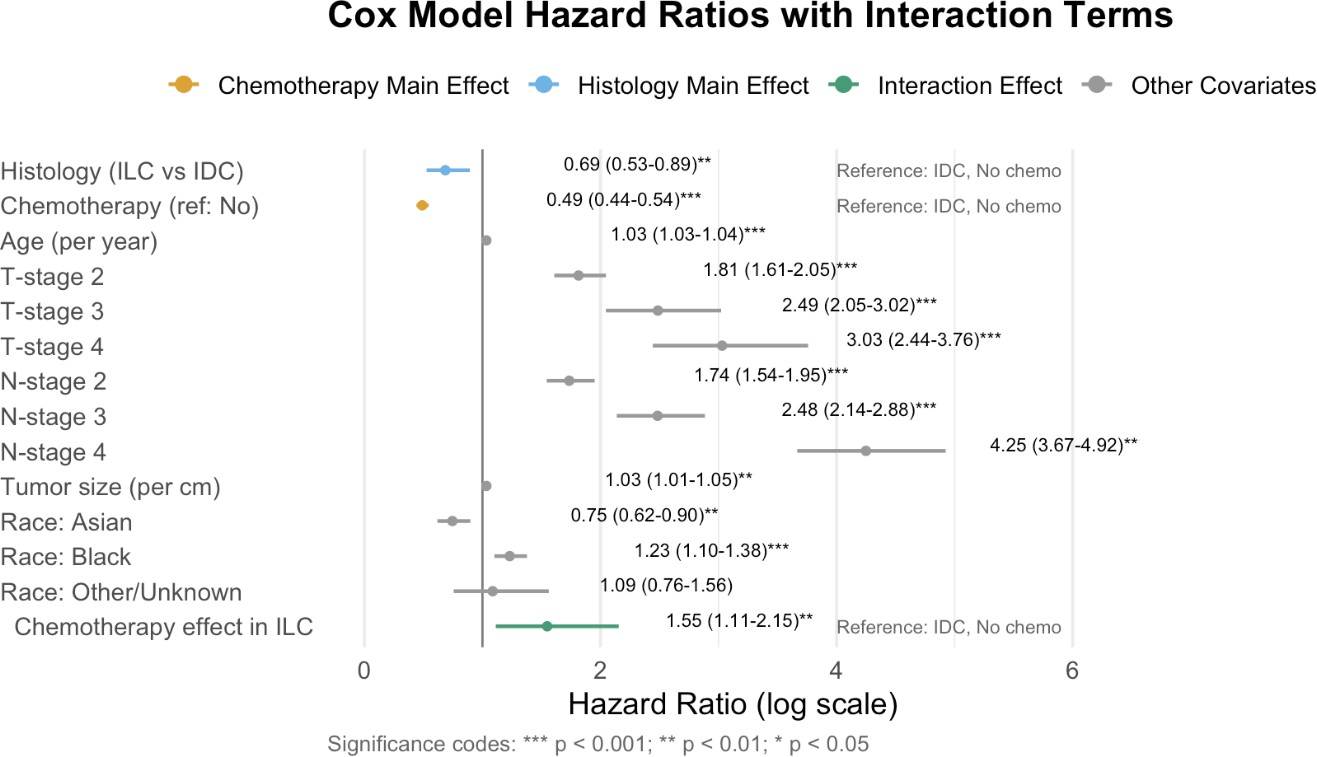 Cox Model Hazard Ratios with Interaction Terms
Chemotherapy Main Effect Histology Main Effect Interaction Effect Other Covariates
Histology (ILC vs IDC) 0.69 (0.53-0.89)** Reference: IDC, No chemo
Chemotherapy (ref: No) 0.49 (0.44-0.54)*** Reference: IDC, No chemo
Age (per year) 1.03 (1.03-1.04)***
T-stage 2 1.81 (1.61-2.05)***
T-stage 3 2.49 (2.05-3.02)***
T-stage 4 3.03 (2.44-3.76)***
N-stage 2 1.74 (1.54-1.95)***
N-stage 3 2.48 (2.14-2.88)***
N-stage 4 4.25 (3.67-4.92)**
Tumor size (per cm) 1.03 (1.01-1.05)**
Race: Asian 0.75 (0.62-0.90)**
Race: Black 1.23 (1.10-1.38)***
Race: Other/Unknown 1.09 (0.76-1.56)
Chemotherapy effect in ILC 1.55 (1.11-2.15)** Reference: IDC, No chemo
0 2 4 6
Hazard Ratio (log scale)
Significance codes: *** p < 0.001; ** p < 0.01; * p < 0.05